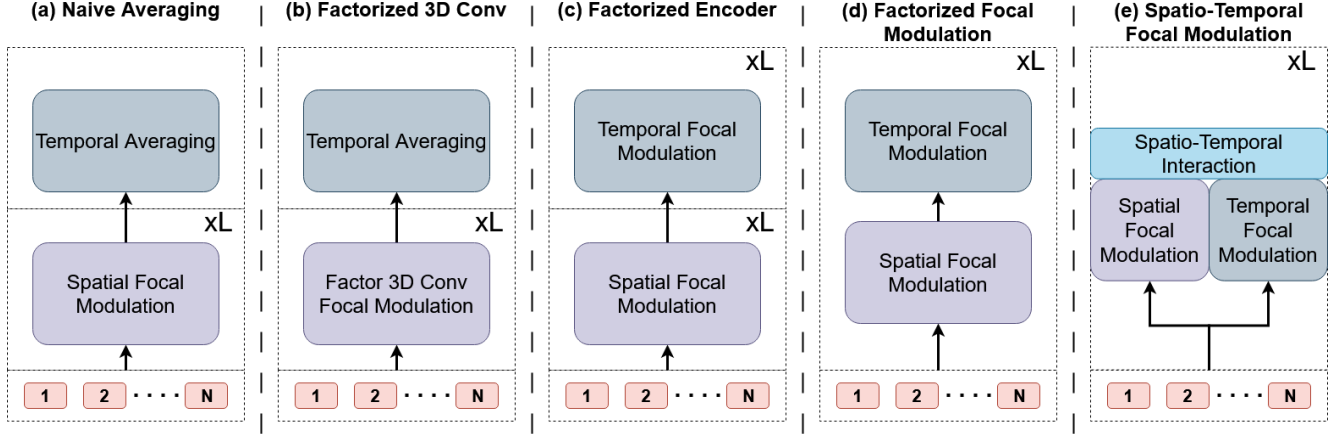 (a) Naive Averaging
Temporal Averaging
xL
Spatial Focal
Modulation
1 2 · · · · N
(b) Factorized 3D Conv
Temporal Averaging
xL
Factor 3D Conv
Focal Modulation
1 2 · · · · N
(c) Factorized Encoder
xL
Temporal Focal
Modulation
xL
Spatial Focal
Modulation
1 2 · · · · N
(d) Factorized Focal
Modulation
xL
Temporal Focal
Modulation
Spatial Focal
Modulation
1 2 · · · · N
(e) Spatio-Temporal
Focal Modulation
xL
Spatio-Temporal
Interaction
Spatial
Focal
Modulation
Temporal
Focal
Modulation
1 2 · · · · N